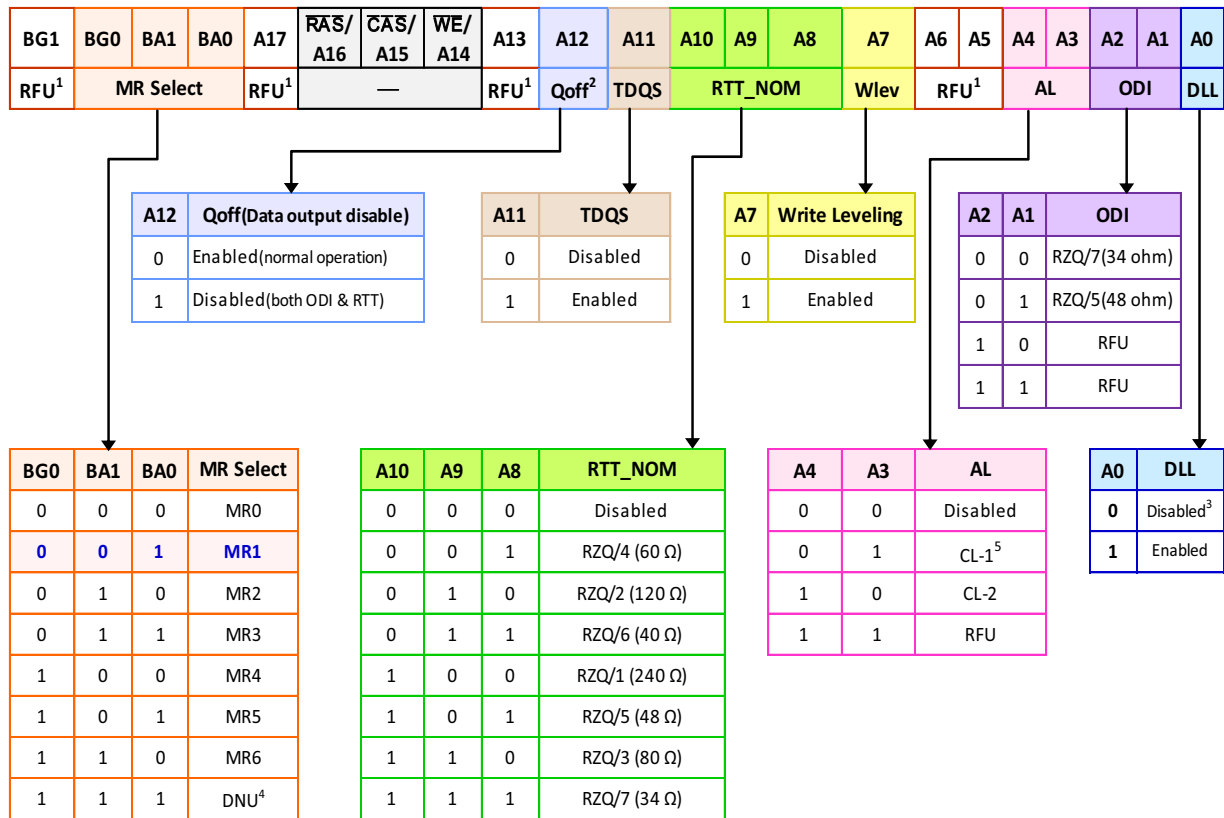 BG1 BG0 BA1 BA0 A17 RAS/ A16 CAS/ A15 WE/ A14 A13 A12 A11 A10 A9 A8 A7 A6 A5 A4 A3 A2 A1 A0
RFU1 MR Select RFU1 — RFU1 Qoff2 TDQS RTT_NOM Wlev RFU1 AL ODI DLL
A12 Qoff(Data output disable)
0 Enabled(normal operation)
1 Disabled(both ODI & RTT)
A11 TDQS
0 Disabled
1 Enabled
A7 Write Leveling
0 Disabled
1 Enabled
A2 A1 ODI
0 0 RZQ/7(34 ohm)
0 1 RZQ/5(48 ohm)
1 0 RFU
1 1 RFU
BG0 BA1 BA0 MR Select
0 0 0 MR0
0 0 1 MR1
0 1 0 MR2
0 1 1 MR3
1 0 0 MR4
1 0 1 MR5
1 1 0 MR6
1 1 1 DNU4
A10 A9 A8 RTT_NOM
0 0 0 Disabled
0 0 1 RZQ/4 (60 Ω)
0 1 0 RZQ/2 (120 Ω)
0 1 1 RZQ/6 (40 Ω)
1 0 0 RZQ/1 (240 Ω)
1 0 1 RZQ/5 (48 Ω)
1 1 0 RZQ/3 (80 Ω)
1 1 1 RZQ/7 (34 Ω)
A4 A3 AL
0 0 Disabled
0 1 CL-15
1 0 CL-2
1 1 RFU
A0 DLL
0 Disabled3
1 Enabled